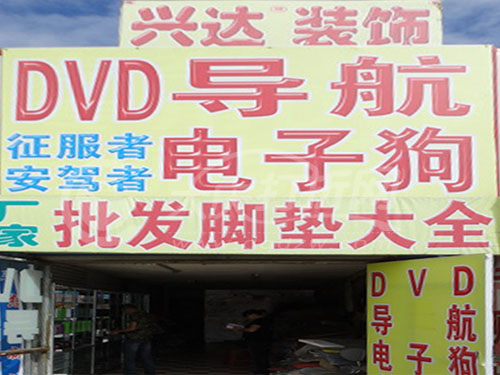 兴达 装饰
DVD导航
征服者
安驾者
电子狗
厂家
批发脚垫大全
DVD
导航
电子狗